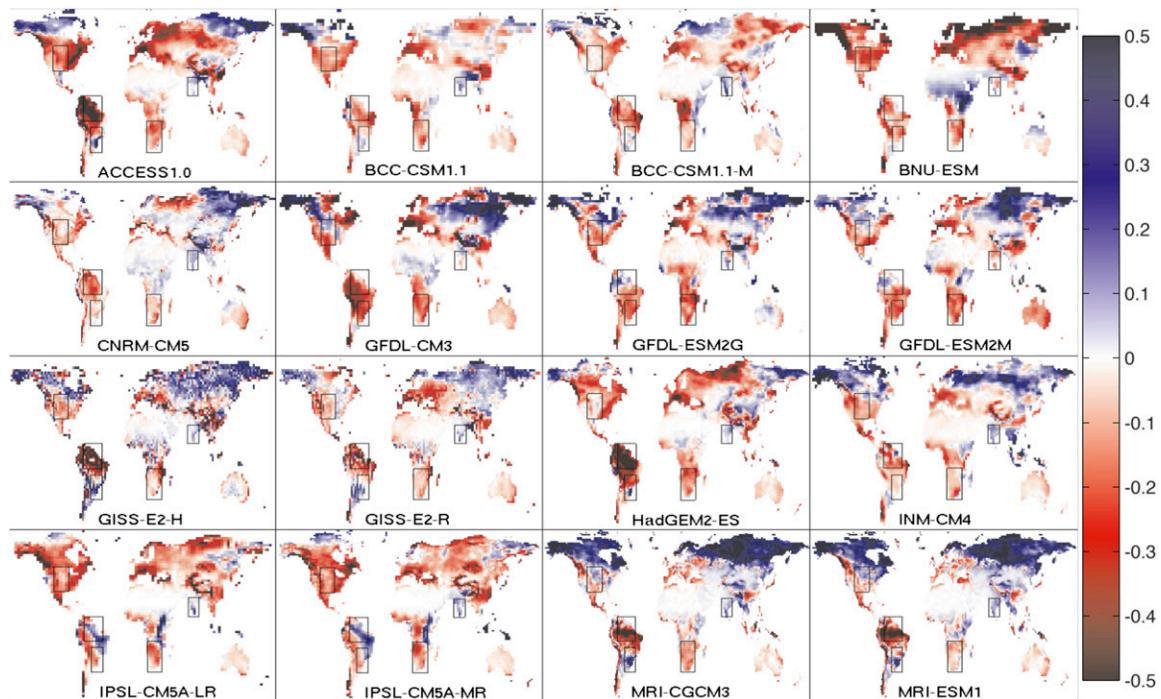 ACCESS1.0
BCC-CSM1.1
BCC-CSM1.1-M
BNU-ESM
CNRM-CM5
GFDL-CM3
GFDL-ESM2G
GFDL-ESM2M
GISS-E2-H
GISS-E2-R
HadGEM2-ES
INM-CM4
IPSL-CM5A-LR
IPSL-CM5A-MR
MRI-CGCM3
MRI-ESM1
0.5
0.4
0.3
0.2
0.1
0
-0.1
-0.2
-0.3
-0.4
-0.5